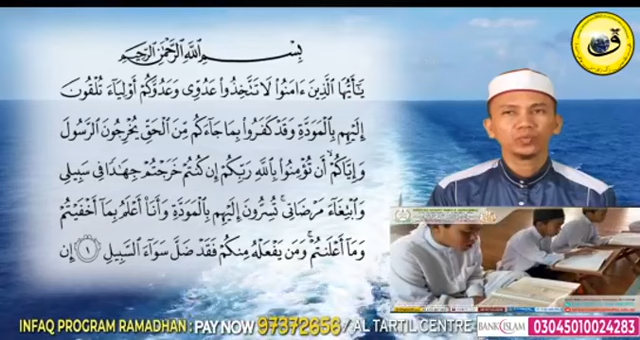 بِسْمِ ٱللَّهِ ٱلرَّحْمَٰنِ ٱلرَّحِيمِ
يَٰٓأَيُّهَا ٱلَّذِينَ ءَامَنُوا۟ لَا تَتَّخِذُوا۟ عَدُوِّى وَعَدُوَّكُمْ أَوْلِيَآءَ تُلْقُونَ
إِلَيْهِم بِٱلْمَوَدَّةِ وَقَدْ كَفَرُوا۟ بِمَا جَآءَكُم مِّنَ ٱلْحَقِّ يُخْرِجُونَ ٱلرَّسُولَ
وَإِيَّاكُمْ أَن تُؤْمِنُوا۟ بِٱللَّهِ رَبِّكُمْ إِن كُنتُمْ خَرَجْتُمْ جِهَٰدًا فِى سَبِيلِى
وَٱبْتِغَآءَ مَرْضَاتِى تُسِرُّونَ إِلَيْهِم بِٱلْمَوَدَّةِ وَأَنَا۠ أَعْلَمُ بِمَآ أَخْفَيْتُمْ
وَمَآ أَعْلَنتُمْ وَمَن يَفْعَلْهُ مِنكُمْ فَقَدْ ضَلَّ سَوَآءَ ٱلسَّبِيلِ ١ إِن
INFAQ PROGRAM RAMADHAN : PAY NOW 97372656 / AL TARTIL CENTRE BANK ISLAM 03045010024283